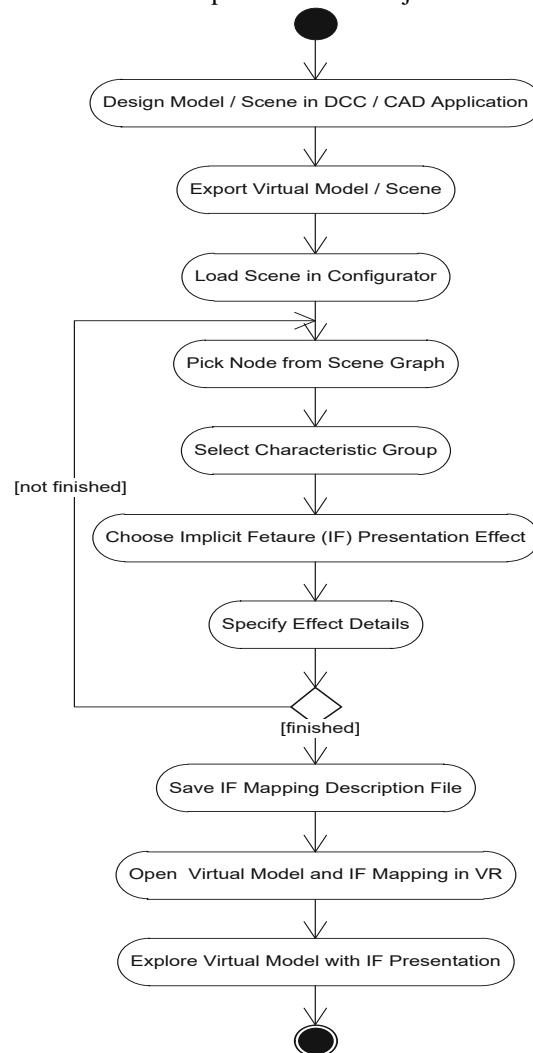 Design Model / Scene in DCC / CAD Application
Export Virtual Model / Scene
Load Scene in Configurator
Pick Node from Scene Graph
Select Characteristic Group
[not finished]
Choose Implicit Fetaure (IF) Presentation Effect
Specify Effect Details
[finished]
Save IF Mapping Description File
Open Virtual Model and IF Mapping in VR
Explore Virtual Model with IF Presentation